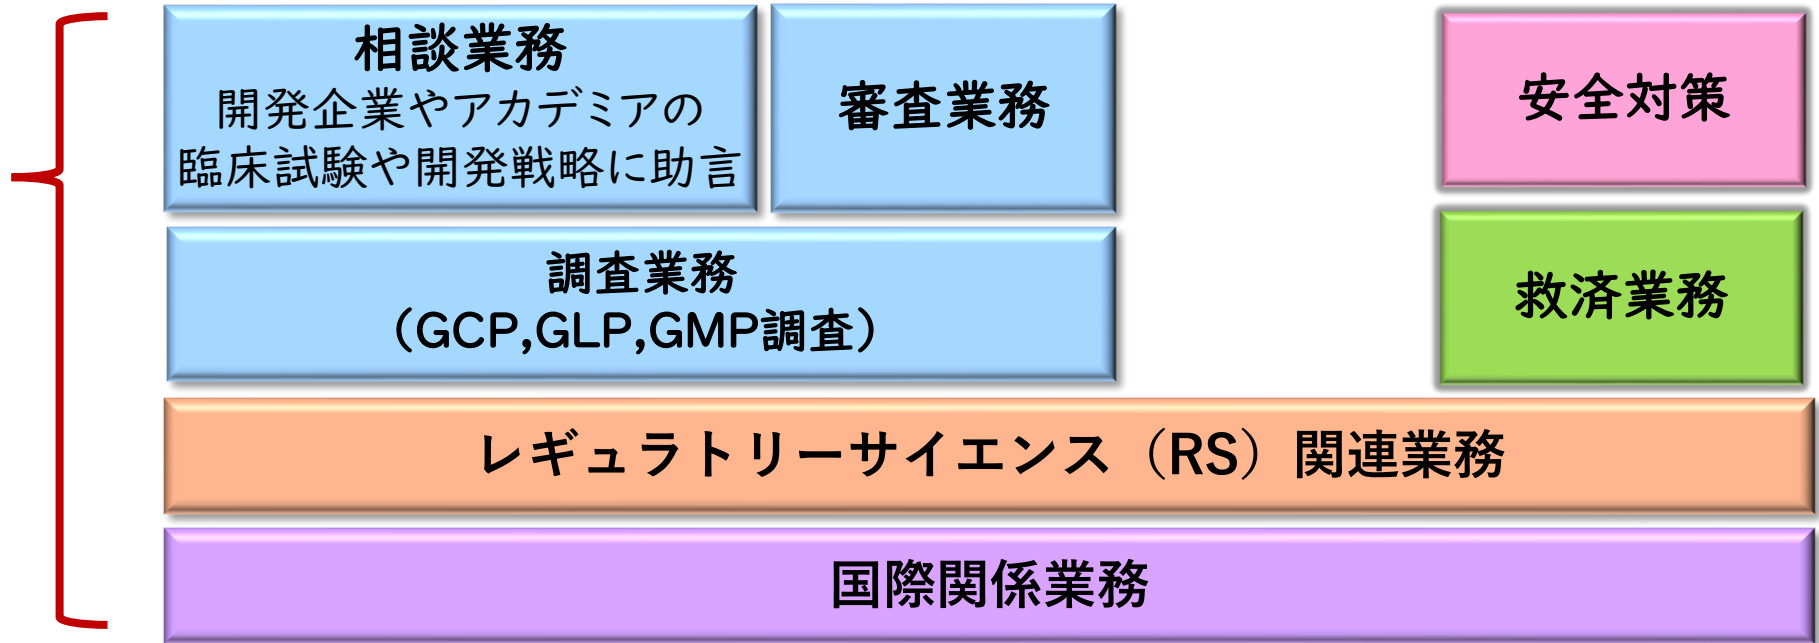 相談業務
開発企業やアカデミアの
臨床試験や開発戦略に助言
審査業務
安全対策
調査業務
（GCP,GLP,GMP調査）
救済業務
レギュラトリーサイエンス（RS）関連業務
国際関係業務